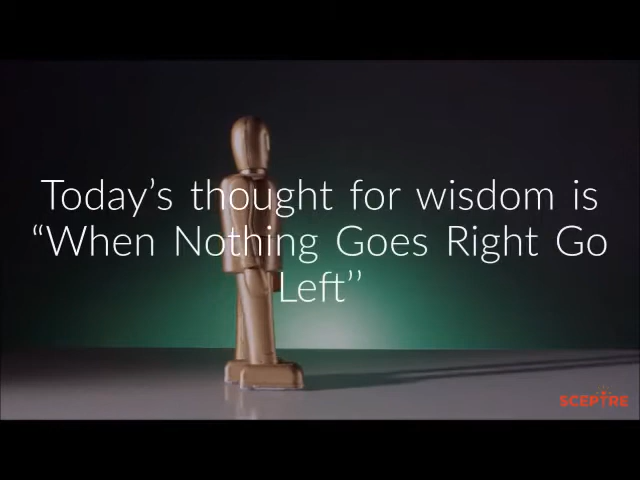 Today’s thought for wisdom is
“When Nothing Goes Right Go
Left’’
SCEPTRE